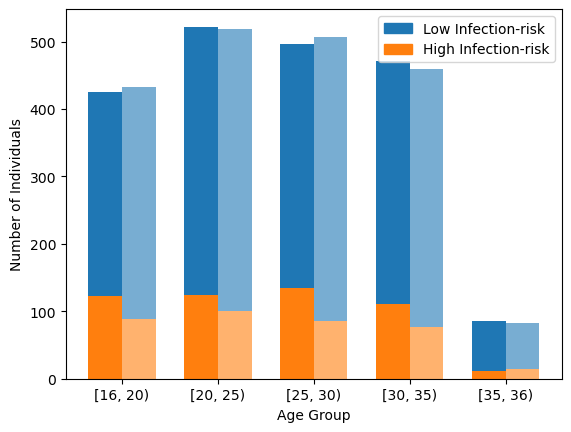 Low Infection-risk
High Infection-risk
Number of Individuals
500
400
300
200
100
0
[16, 20)
[20, 25)
[25, 30)
[30, 35)
[35, 36)
Age Group